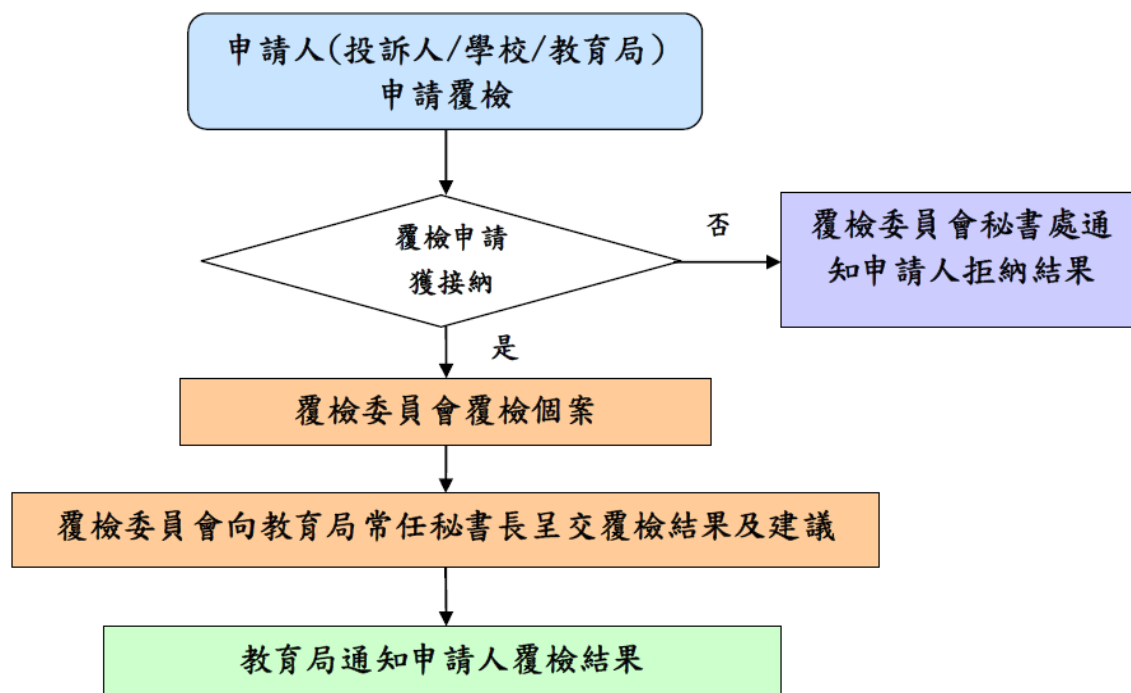 申請人(投訴人/學校/教育局)
申請覆檢
覆檢申請
獲接納
否
覆檢委員會秘書處通
知申請人拒納結果
是
覆檢委員會覆檢個案
覆檢委員會向教育局常任秘書長呈交覆檢結果及建議
教育局通知申請人覆檢結果